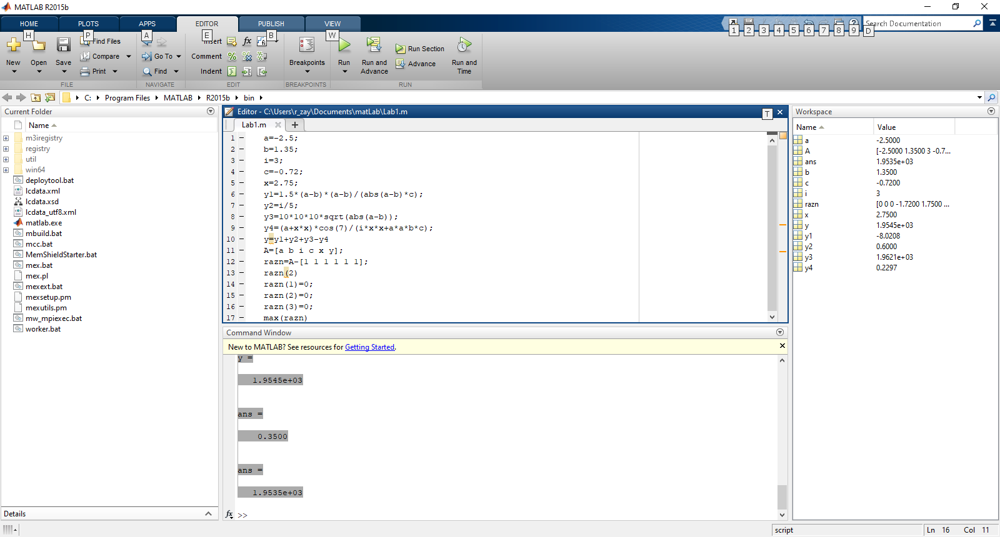 MATLAB R2015b
HOME PLOTS APPS EDITOR PUBLISH VIEW
H P A E B W
1 2 3 4 5 6 7 8 9 D
Search Documentation
New Open Save
Find Files
Compare
Print
FILE
Go To
Find
NAVIGATE
Insert
Comment
Indent
fx
EDIT
Breakpoints
BREAKPOINTS
Run
Run and Advance
Run Section
Advance
Run and Time
RUN
C: Program Files MATLAB R2015b bin
Current Folder
Name
m3iregistry
registry
util
win64
deploytool.bat
lcdata.xml
lcdata.xsd
lcdata_utf8.xml
matlab.exe
mbuild.bat
mcc.bat
MemShieldStarter.bat
mex.bat
mex.pl
mexext.bat
mexsetup.pm
mexutils.pm
mw_mpiexec.bat
worker.bat
Details
Editor - C:\Users\r_zay\Documents\matLab\Lab1.m
T
Lab1.m
1 – a=-2.5;
2 – b=1.35;
3 – i=3;
4 – c=-0.72;
5 – x=2.75;
6 – y1=1.5*(a-b)*(a-b)/(abs(a-b)*c);
7 – y2=i/5;
8 – y3=10*10*10*sqrt(abs(a-b));
9 – y4=(a+x*x)*cos(7)/(i*x*x+a*a*b*c);
10 – y=y1+y2+y3-y4
11 – A=[a b i c x y];
12 – razn=A-[1 1 1 1 1 1];
13 – razn(2)
14 – razn(1)=0;
15 – razn(2)=0;
16 – razn(3)=0;
17 – max(razn)
Command Window
New to MATLAB? See resources for Getting Started.
y =
1.9545e+03
ans =
0.3500
ans =
1.9535e+03
fx >>
Workspace
Name Value
a -2.5000
A [-2.5000 1.3500 3 -0.7...
ans 1.9535e+03
b 1.3500
c -0.7200
i 3
razn [0 0 0 -1.7200 1.7500 ...
x 2.7500
y 1.9545e+03
y1 -8.0208
y2 0.6000
y3 1.9621e+03
y4 0.2297
script
Ln 16 Col 11